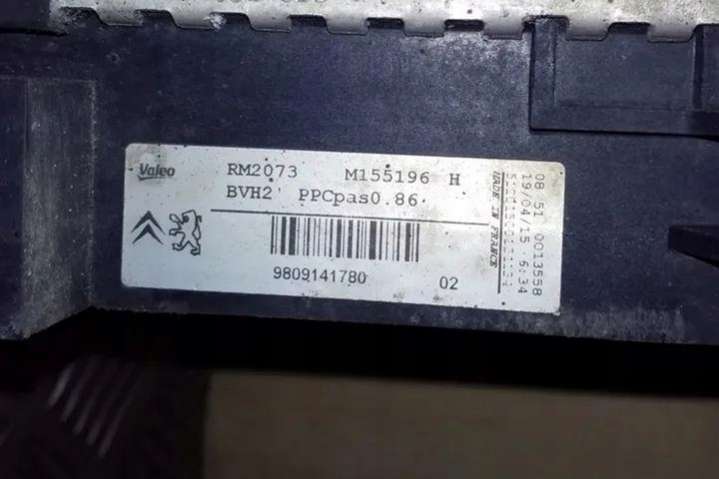 Valeo
RM2073 M155196 H
BVH2 PPCpas0.86
9809141780 02
MADE IN FRANCE
19/04/15 6:34
08 51 0013558